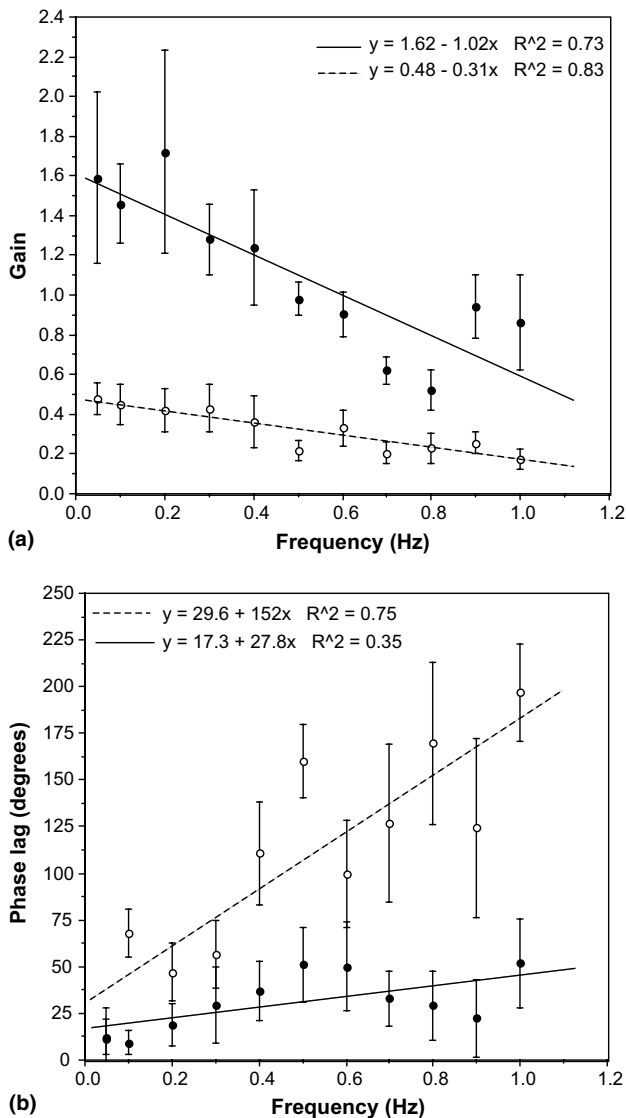 2.4
2.2
2.0
1.8
1.6
1.4
1.2
1.0
0.8
0.6
0.4
0.2
0.0
Gain
y = 1.62 - 1.02x R^2 = 0.73
y = 0.48 - 0.31x R^2 = 0.83
0.0 0.2 0.4 0.6 0.8 1.0 1.2
(a) Frequency (Hz)
250
225
200
175
150
125
100
75
50
25
0
Phase lag (degrees)
y = 29.6 + 152x R^2 = 0.75
y = 17.3 + 27.8x R^2 = 0.35
0.0 0.2 0.4 0.6 0.8 1.0 1.2
(b) Frequency (Hz)